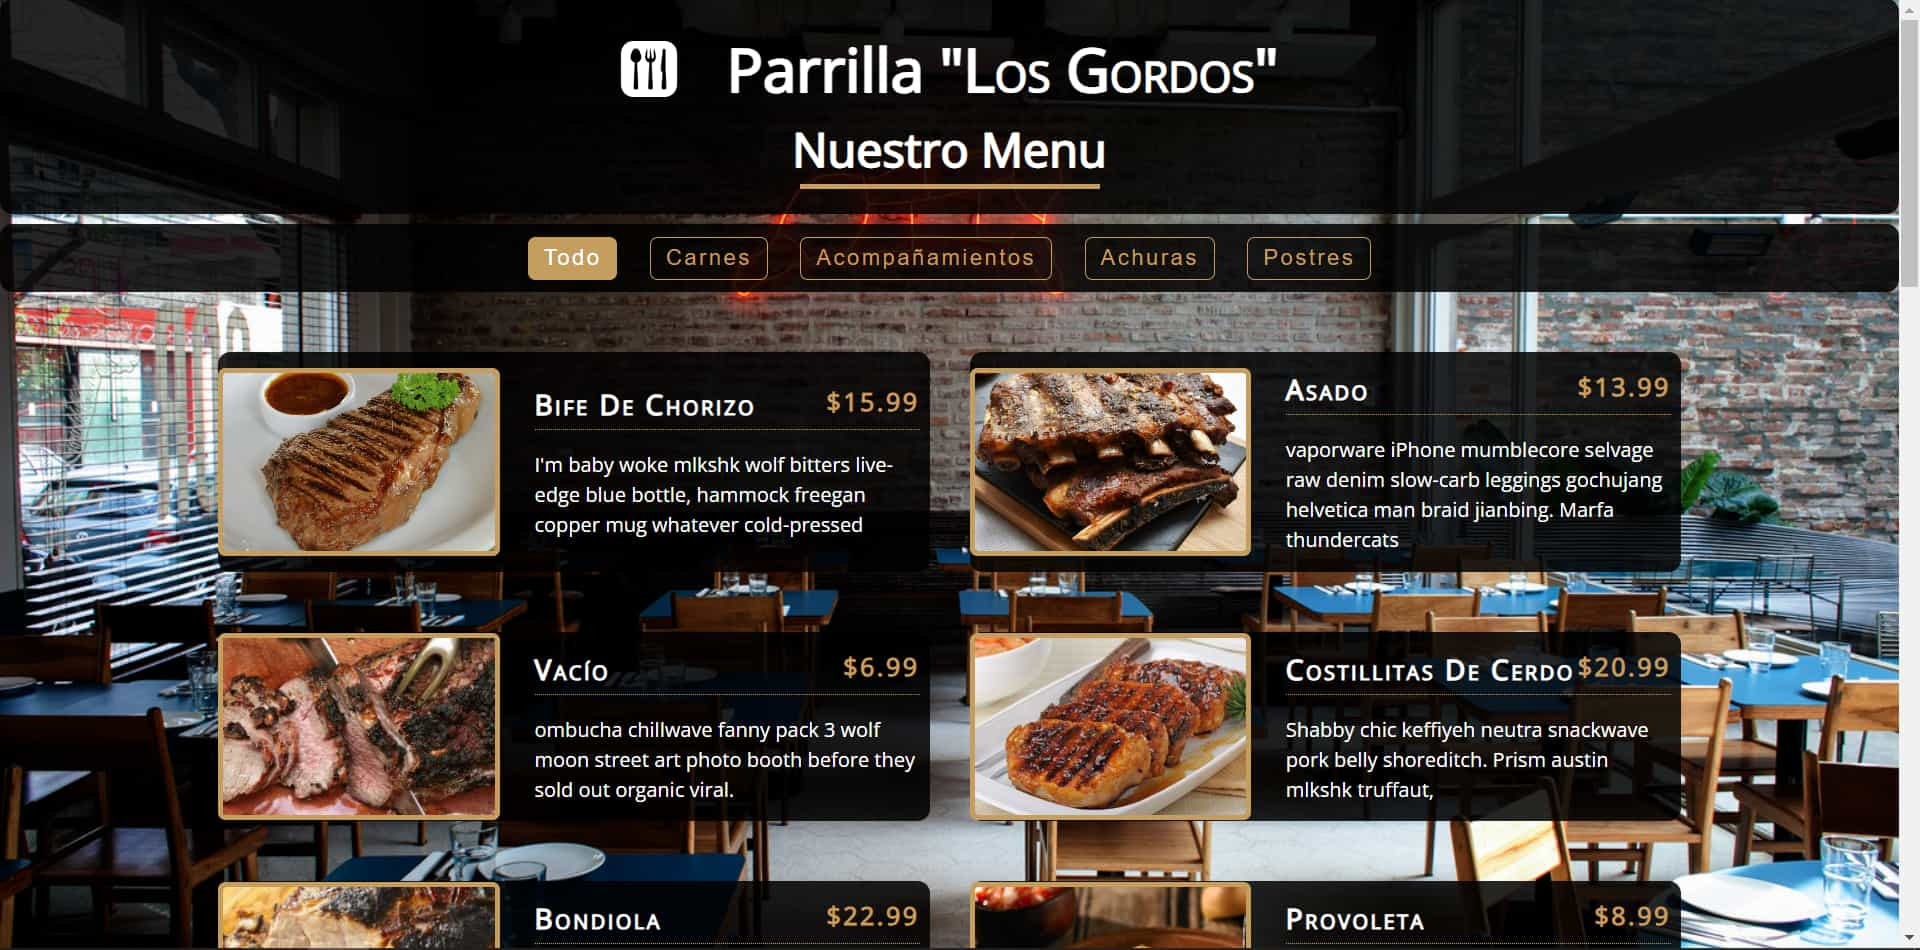 Parrilla "Los Gordos"
Nuestro Menu
Todo
Carnes
Acompañamientos
Achuras
Postres
Bife De Chorizo
$15.99
I'm baby woke mlkshk wolf bitters live-
edge blue bottle, hammock freegan
copper mug whatever cold-pressed
Asado
$13.99
vaporware iPhone mumblecore selvage
raw denim slow-carb leggings gochujang
helvetica man braid jianbing. Marfa
thundercats
Vacío
$6.99
ombucha chillwave fanny pack 3 wolf
moon street art photo booth before they
sold out organic viral.
Costillitas De Cerdo
$20.99
Shabby chic keffiyeh neutra snackwave
pork belly shoreditch. Prism austin
mlkshk truffaut,
Bondiola
$22.99
Provoleta
$8.99